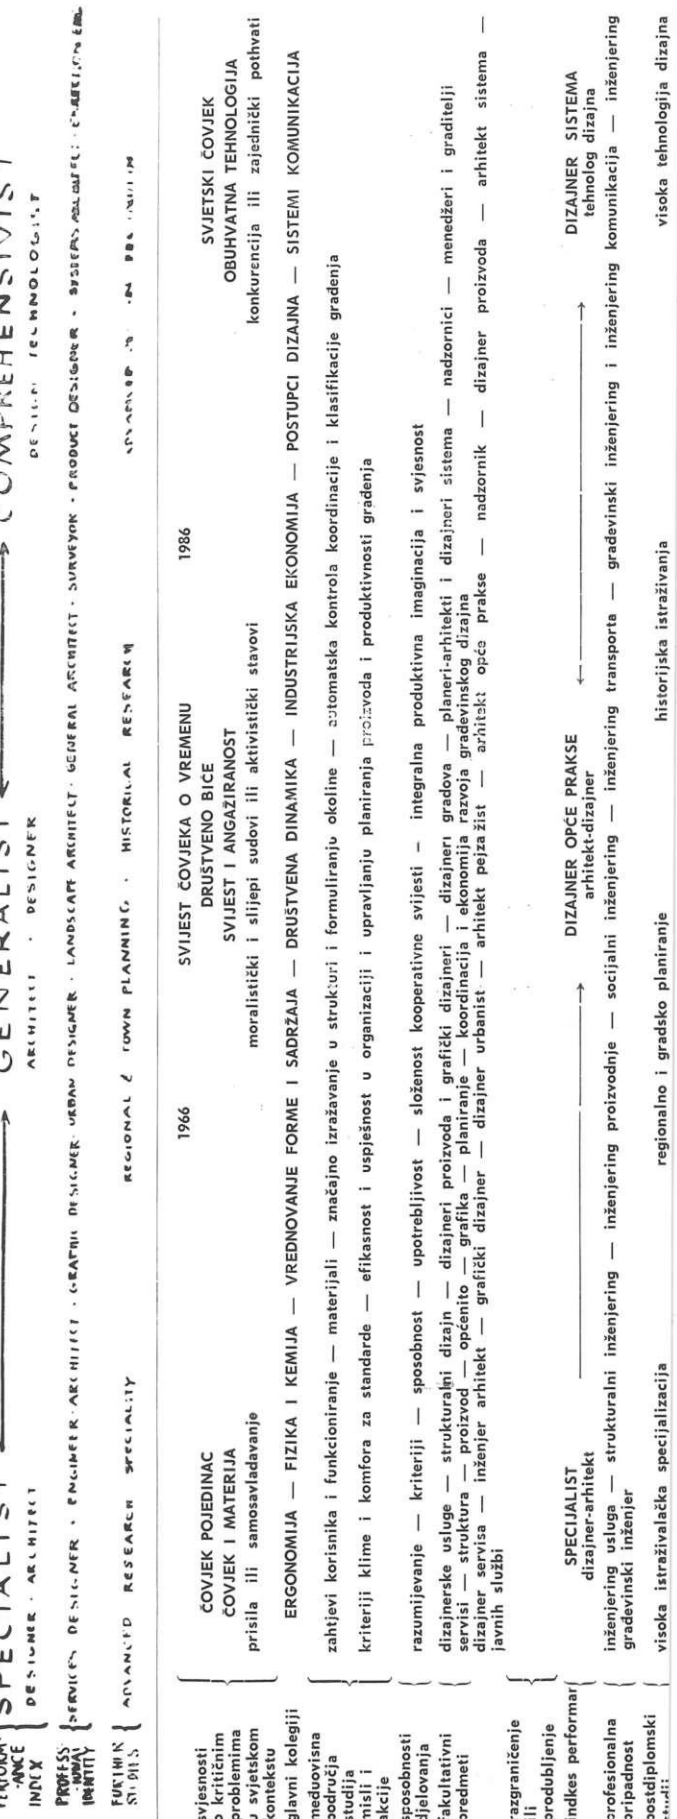 SPECIALIST GENERALIST COMPREHENSIVIST
INDEX DESIGNER · ARCHITECT ARCHITECT · DESIGNER DESIGN TECHNOLOGIST
IDENTITY SERVICES DESIGNER · ENGINEER · ARCHITECT · GRAPHIC DESIGNER · URBAN DESIGNER · LANDSCAPE ARCHITECT · GENERAL ARCHITECT · SURVEYOR · PRODUCT DESIGNER
FURTHER STUDIES ADVANCED RESEARCH SPECIALITY REGIONAL & TOWN PLANNING · HISTORICAL RESEARCH
1966 1986
ČOVJEK POJEDINAC SVIJEST ČOVJEKA O VREMENU SVJETSKI ČOVJEK
svjesnosti ČOVJEK I MATERIJA DRUŠTVENO BIĆE OBUHVATNA TEHNOLOGIJA
o kritičnim prisila ili samosavladavanje SVIJEST I ANGAŽIRANOST konkurencija ili zajednički pothvati
problemima moralistički i slijepi sudovi ili aktivistički stavovi
u svjetskom
kontekstu
glavni kolegiji ERGONOMIJA — FIZIKA I KEMIJA — VREDNOVANJE FORME I SADRŽAJA — DRUŠTVENA DINAMIKA — INDUSTRIJSKA EKONOMIJA — POSTUPCI DIZAJNA — SISTEMI KOMUNIKACIJA
međuovisna
područja zahtjevi korisnika i funkcioniranje — materijali — značajno izražavanje u strukturi i formuliranju okoline — automatska kontrola koordinacije i klasifikacije građenja
studija
misli i kriteriji klime i komfora za standarde — efikasnost i uspješnost u organizaciji i upravljanju planiranja proizvoda i produktivnosti građenja
akcije
sposobnosti razumijevanje — kriteriji — sposobnost — upotrebljivost — složenost kooperativne svijesti — integralna produktivna imaginacija i svjesnost
djelovanja
fakultativni dizajnerske usluge — strukturalni dizajn — dizajneri proizvoda i grafički dizajneri — dizajneri gradova — planeri-arhitekti i dizajneri sistema — nadzornici — menedžeri i graditelji
predmeti servisi — struktura — proizvod — općenito — grafika — planiranje — koordinacija i ekonomija razvoja građevinskog dizajna
dizajner servisa — inženjer arhitekt — grafički dizajner — dizajner urbanist — arhitekt pejzažist — arhitekt opće prakse — nadzornik — dizajner proizvoda — arhitekt sistema —
javnih službi
razgraničenje
ili
produbljenje SPECIJALIST DIZAJNER OPĆE PRAKSE DIZAJNER SISTEMA
indkes performar dizajner-arhitekt arhitekt-dizajner tehnolog dizajna
profesionalna inženjering usluga — strukturalni inženjering — inženjering proizvodnje — socijalni inženjering — inženjering transporta — građevinski inženjering i inženjering komunikacija — inženjering
pripadnost građevinski inženjer
postdiplomski visoka istraživalačka specijalizacija regionalno i gradsko planiranje historijska istraživanja visoka tehnologija dizajna